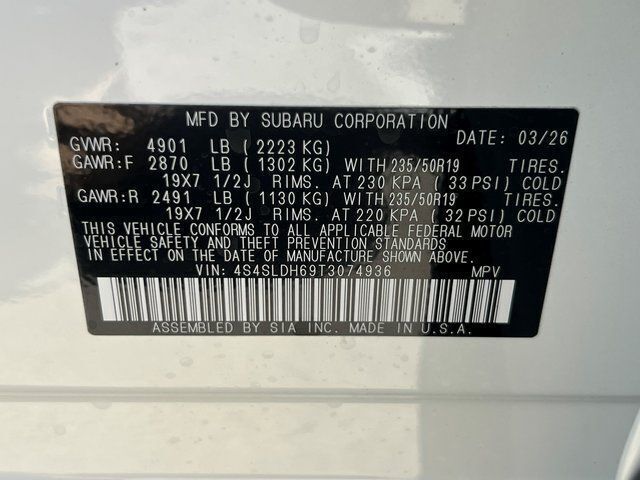 MFD BY SUBARU CORPORATION
DATE: 03/26
GVWR: 4901 LB (2223 KG)
GAWR:F 2870 LB (1302 KG) WITH 235/50R19 TIRES.
19X7 1/2J RIMS. AT 230 KPA (33 PSI) COLD
GAWR:R 2491 LB (1130 KG) WITH 235/50R19 TIRES.
19X7 1/2J RIMS. AT 220 KPA (32 PSI) COLD
THIS VEHICLE CONFORMS TO ALL APPLICABLE FEDERAL MOTOR
VEHICLE SAFETY AND THEFT PREVENTION STANDARDS
IN EFFECT ON THE DATE OF MANUFACTURE SHOWN ABOVE.
VIN: 4S4SLDH69T3074936 MPV
ASSEMBLED BY SIA INC. MADE IN U.S.A.